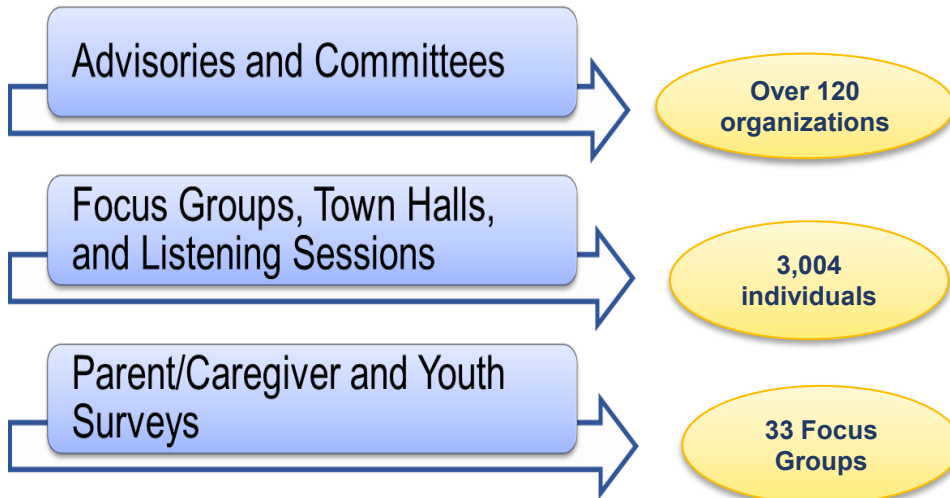 Advisories and Committees
Over 120
organizations
Focus Groups, Town Halls,
and Listening Sessions
3,004
individuals
Parent/Caregiver and Youth
Surveys
33 Focus
Groups